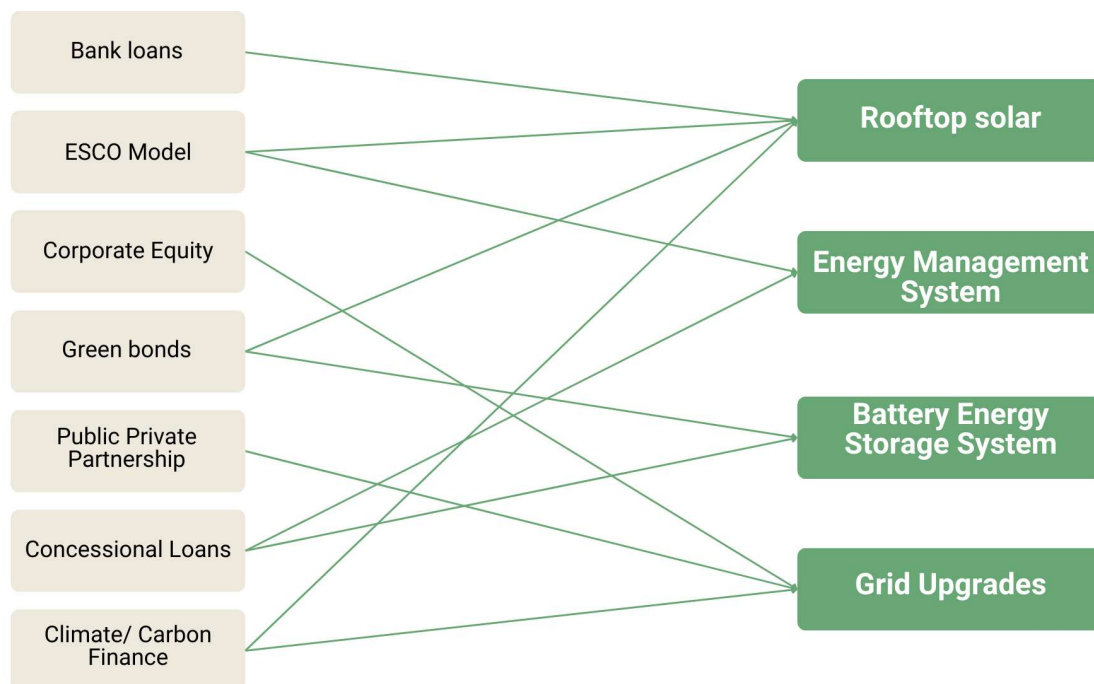 Bank loans
ESCO Model
Corporate Equity
Green bonds
Public Private
Partnership
Concessional Loans
Climate/ Carbon
Finance
Rooftop solar
Energy Management
System
Battery Energy
Storage System
Grid Upgrades